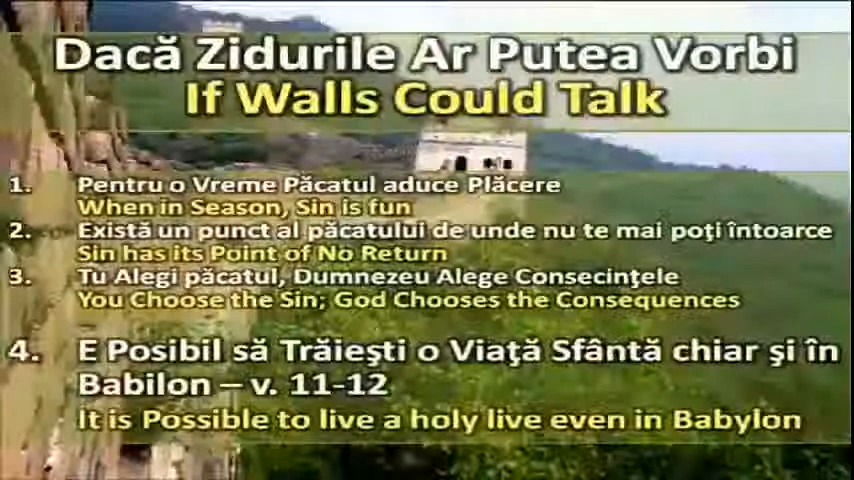 Dacă Zidurile Ar Putea Vorbi
If Walls Could Talk
1. Pentru o Vreme Păcatul aduce Plăcere
When in Season, Sin is fun
2. Există un punct al păcatului de unde nu te mai poţi întoarce
Sin has its Point of No Return
3. Tu Alegi păcatul, Dumnezeu Alege Consecinţele
You Choose the Sin; God Chooses the Consequences
4. E Posibil să Trăieşti o Viaţă Sfântă chiar şi în
Babilon – v. 11-12
It is Possible to live a holy live even in Babylon